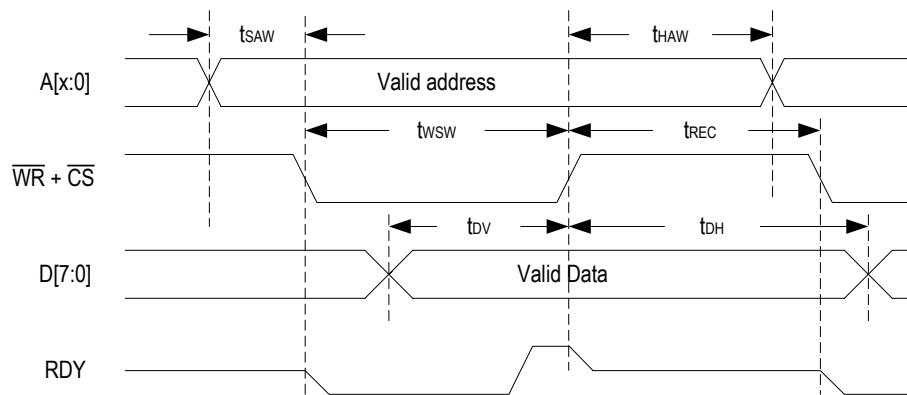 tSAW tHAW
A[x:0] Valid address
tWSW tREC
WR + CS
tDV tDH
D[7:0] Valid Data
RDY